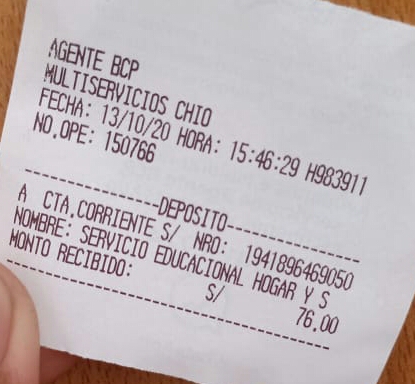 AGENTE BCP
MULTISERVICIOS CHIO
FECHA: 13/10/20 HORA: 15:46:29 H983911
NO.OPE: 150766
----------------DEPOSITO----------------
A CTA.CORRIENTE S/ NRO: 1941896469050
NOMBRE: SERVICIO EDUCACIONAL HOGAR Y S
MONTO RECIBIDO: S/ 76.00
----------------------------------------